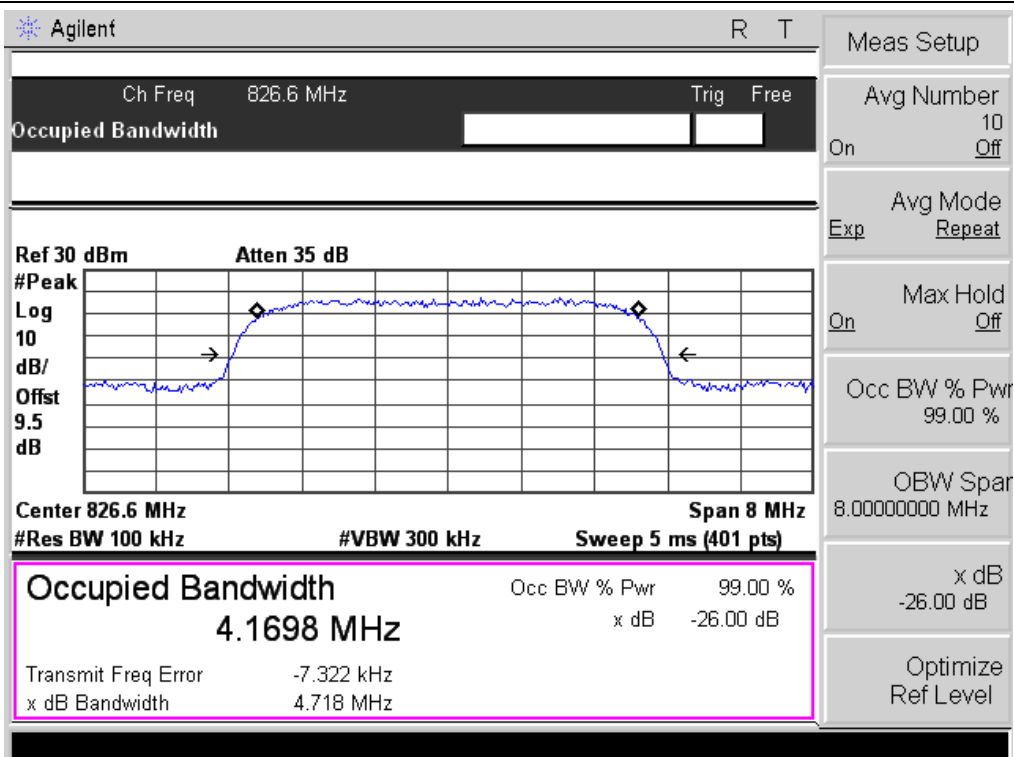 Agilent R T
Ch Freq 826.6 MHz Trig Free
Occupied Bandwidth
Ref 30 dBm Atten 35 dB
#Peak
Log
10
dB/
Offst
9.5
dB
Center 826.6 MHz Span 8 MHz
#Res BW 100 kHz #VBW 300 kHz Sweep 5 ms (401 pts)
Occupied Bandwidth Occ BW % Pwr 99.00 %
4.1698 MHz x dB -26.00 dB
Transmit Freq Error -7.322 kHz
x dB Bandwidth 4.718 MHz
Meas Setup
Avg Number
10
On Off
Avg Mode
Exp Repeat
Max Hold
On Off
Occ BW % Pwr
99.00 %
OBW Span
8.00000000 MHz
x dB
-26.00 dB
Optimize
Ref Level